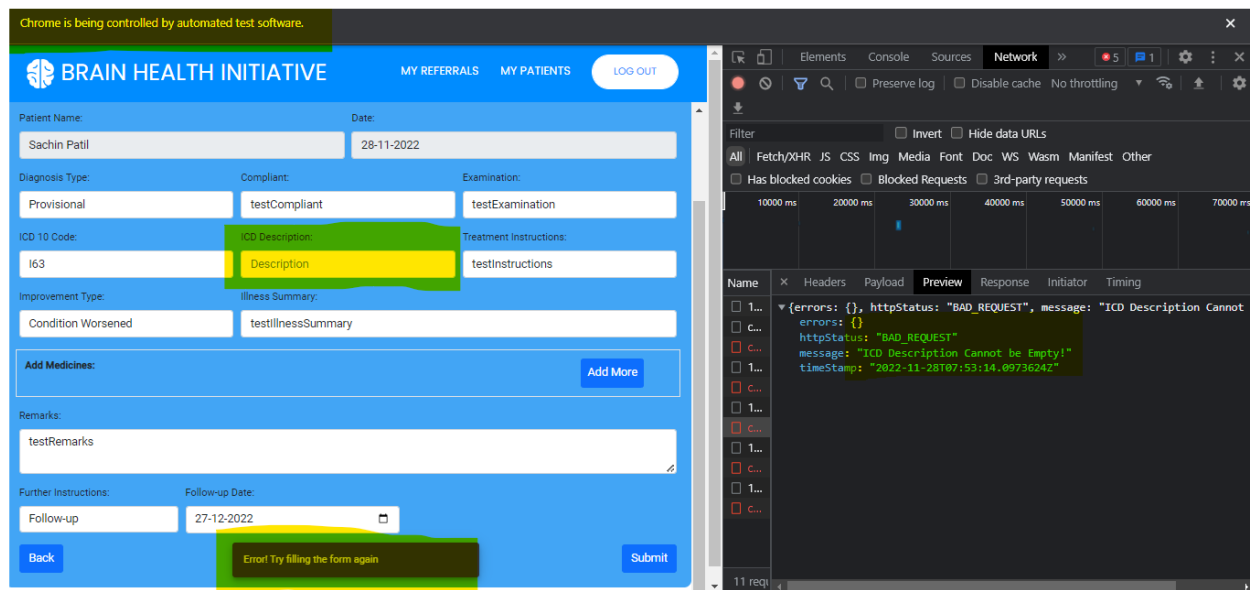 Chrome is being controlled by automated test software.
BRAIN HEALTH INITIATIVE
MY REFERRALS MY PATIENTS LOG OUT
Patient Name: Date:
Sachin Patil 28-11-2022
Diagnosis Type: Compliant: Examination:
Provisional testCompliant testExamination
ICD 10 Code: ICD Description: Treatment Instructions:
I63 Description testInstructions
Improvement Type: Illness Summary:
Condition Worsened testIllnessSummary
Add Medicines: Add More
Remarks:
testRemarks
Further Instructions: Follow-up Date:
Follow-up 27-12-2022
Back Error! Try filling the form again Submit
Elements Console Sources Network » 5 1
Preserve log Disable cache No throttling
Filter Invert Hide data URLs
All Fetch/XHR JS CSS Img Media Font Doc WS Wasm Manifest Other
Has blocked cookies Blocked Requests 3rd-party requests
10000 ms 20000 ms 30000 ms 40000 ms 50000 ms 60000 ms 70000 ms
Name × Headers Payload Preview Response Initiator Timing
1...
c...
c...
1...
c...
1...
c...
1...
c...
1...
c...
▼{errors: {}, httpStatus: "BAD_REQUEST", message: "ICD Description Cannot
errors: {}
httpStatus: "BAD_REQUEST"
message: "ICD Description Cannot be Empty!"
timeStamp: "2022-11-28T07:53:14.0973624Z"
11 requ